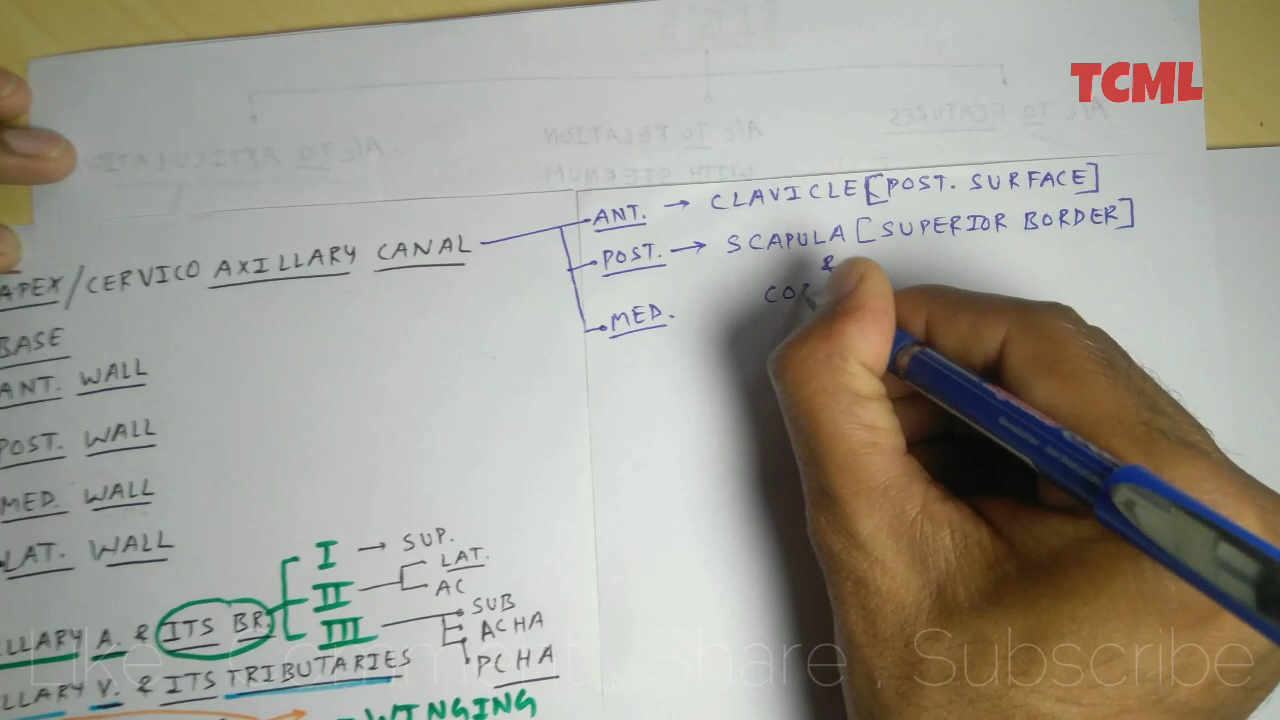 TCML
ANT. → CLAVICLE [POST. SURFACE]
APEX/CERVICO AXILLARY CANAL
POST. → SCAPULA [SUPERIOR BORDER]
&
MED.
BASE
ANT. WALL
POST. WALL
MED. WALL
LAT. WALL
I → SUP.
II LAT.
AC
III SUB
ACHA
PCHA
LLARY A. & ITS BR.
LLARY V. & ITS TRIBUTARIES
WINGING
Like, Comment, Share, Subscribe